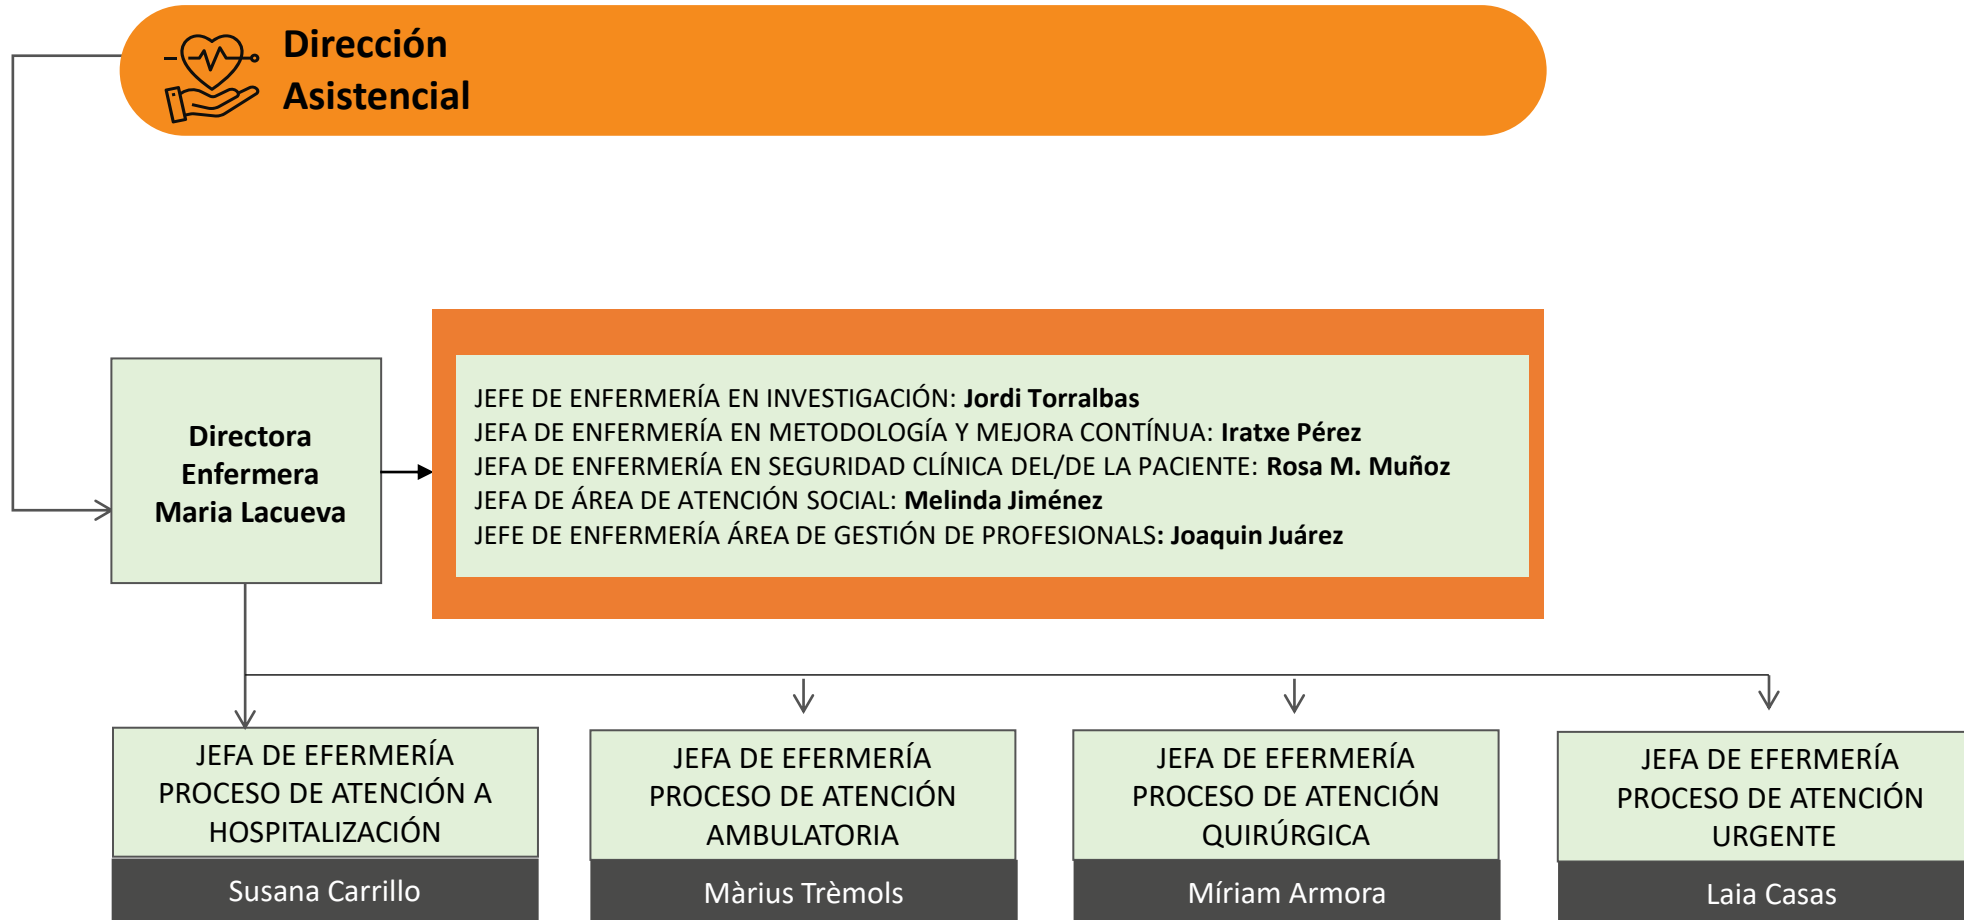 Dirección
Asistencial
Directora
Enfermera
Maria Lacueva
JEFE DE ENFERMERÍA EN INVESTIGACIÓN: Jordi Torralbas
JEFA DE ENFERMERÍA EN METODOLOGÍA Y MEJORA CONTÍNUA: Iratxe Pérez
JEFA DE ENFERMERÍA EN SEGURIDAD CLÍNICA DEL/DE LA PACIENTE: Rosa M. Muñoz
JEFA DE ÁREA DE ATENCIÓN SOCIAL: Melinda Jiménez
JEFE DE ENFERMERÍA ÁREA DE GESTIÓN DE PROFESIONALS: Joaquin Juárez
JEFA DE EFERMERÍA
PROCESO DE ATENCIÓN A
HOSPITALIZACIÓN
Susana Carrillo
JEFA DE EFERMERÍA
PROCESO DE ATENCIÓN
AMBULATORIA
Màrius Trèmols
JEFA DE EFERMERÍA
PROCESO DE ATENCIÓN
QUIRÚRGICA
Míriam Armora
JEFA DE EFERMERÍA
PROCESO DE ATENCIÓN
URGENTE
Laia Casas